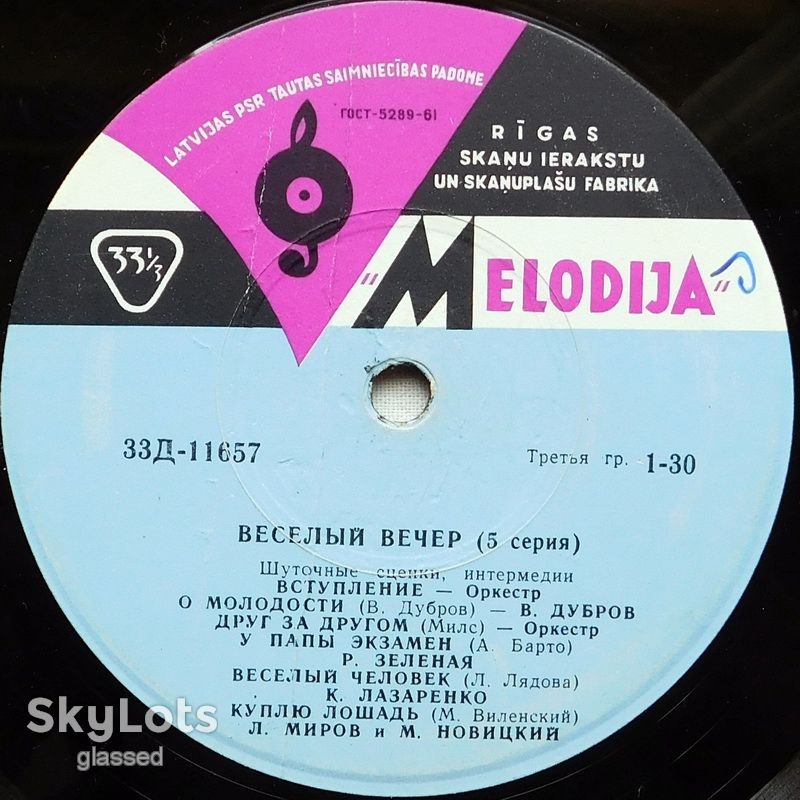 LATVIJAS PSR TAUTAS SAIMNIECĪBAS PADOME
ГОСТ-5289-61
RĪGAS
SKAŅU IERAKSTU
UN SKAŅUPLAŠU FABRIKA
33⅓
"MELODIJA"
33Д-11657
Третья гр. 1-30
ВЕСЕЛЫЙ ВЕЧЕР (5 серия)
Шуточные сценки, интермедии
ВСТУПЛЕНИЕ — Оркестр
О МОЛОДОСТИ (В. Дубров) — В. ДУБРОВ
ДРУГ ЗА ДРУГОМ (Милс) — Оркестр
У ПАПЫ ЭКЗАМЕН (А. Барто)
Р. ЗЕЛЕНАЯ
ВЕСЕЛЫЙ ЧЕЛОВЕК (Л. Лядова)
К. ЛАЗАРЕНКО
КУПЛЮ ЛОШАДЬ (М. Виленский)
Л. МИРОВ и М. НОВИЦКИЙ
SkyLots
glassed